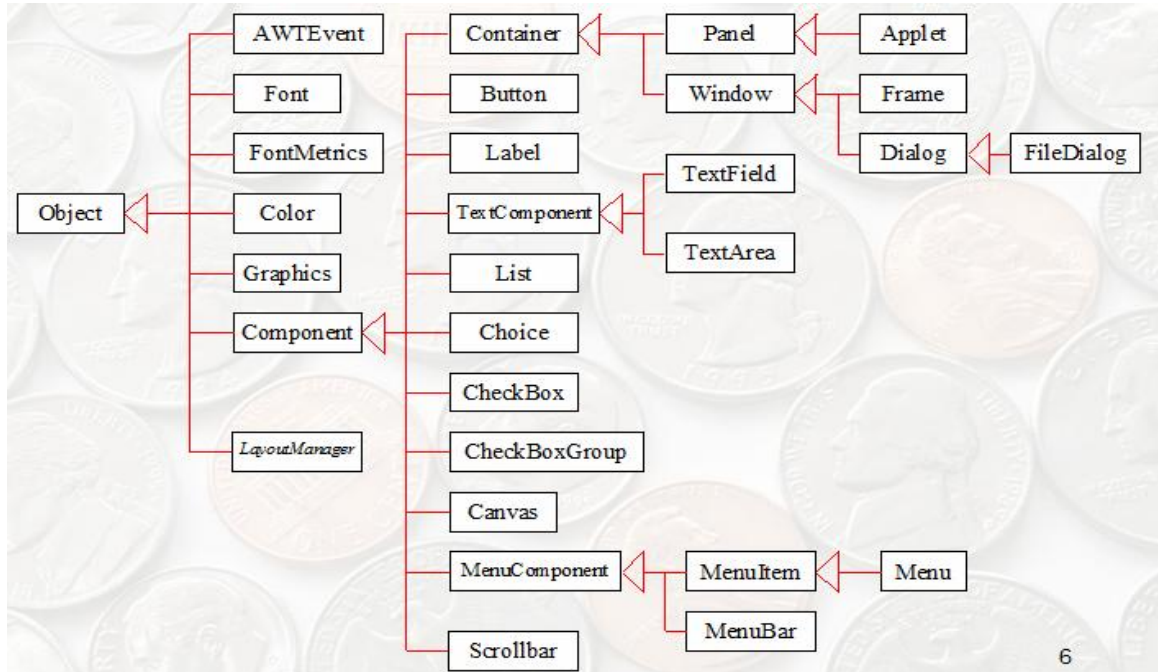 AWTEvent
Container
Panel
Applet
Font
Button
Window
Frame
FontMetrics
Label
Dialog
FileDialog
TextField
Object
Color
TextComponent
TextArea
Graphics
List
Component
Choice
CheckBox
LayoutManager
CheckBoxGroup
Canvas
MenuComponent
MenuItem
Menu
MenuBar
Scrollbar
6